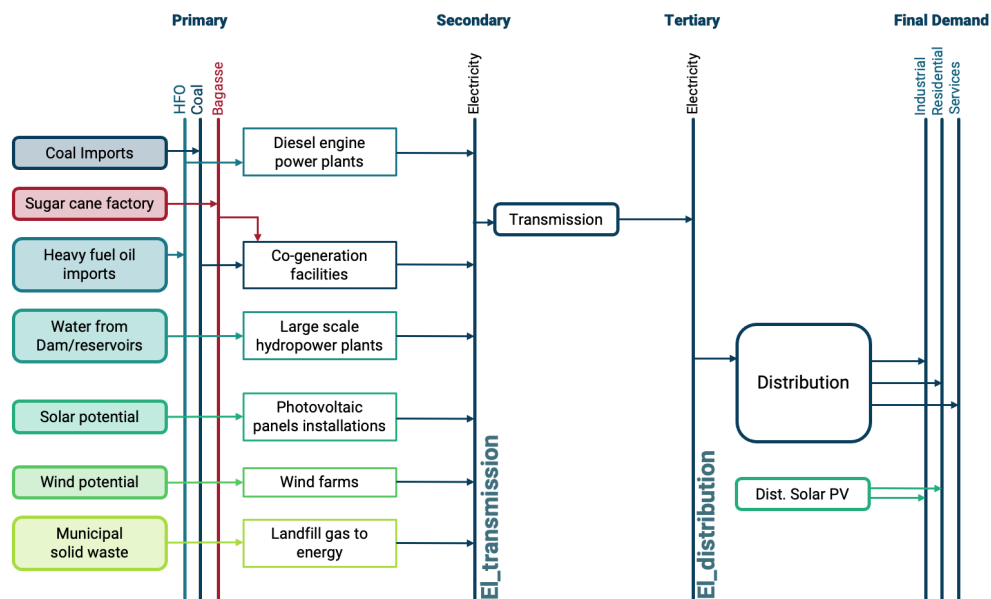 Primary
Secondary
Tertiary
Final Demand
HFO
Coal
Bagasse
Electricity
Electricity
Industrial
Residential
Services
Coal Imports
Diesel engine
power plants
Sugar cane factory
Transmission
Heavy fuel oil
imports
Co-generation
facilities
Water from
Dam/reservoirs
Large scale
hydropower plants
Distribution
Solar potential
Photovoltaic
panels installations
Wind potential
Wind farms
Dist. Solar PV
Municipal
solid waste
Landfill gas to
energy
El_transmission
El_distribution